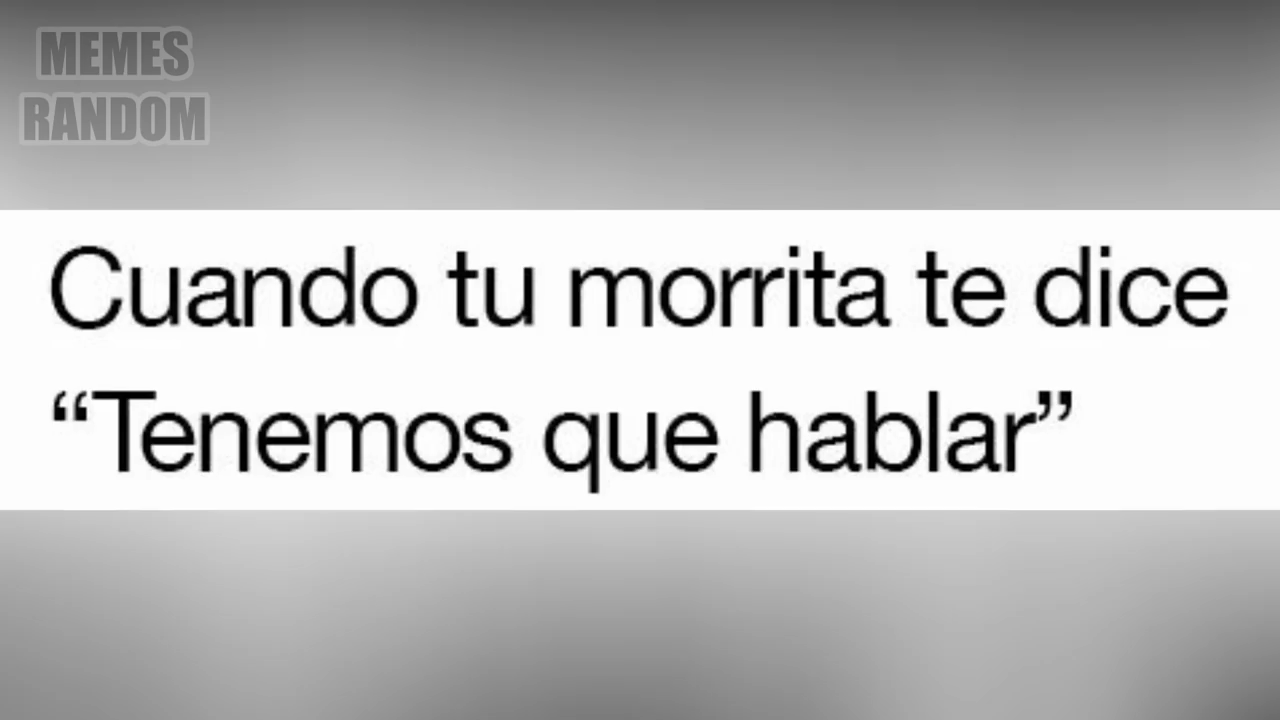 MEMES
RANDOM
Cuando tu morrita te dice
“Tenemos que hablar”